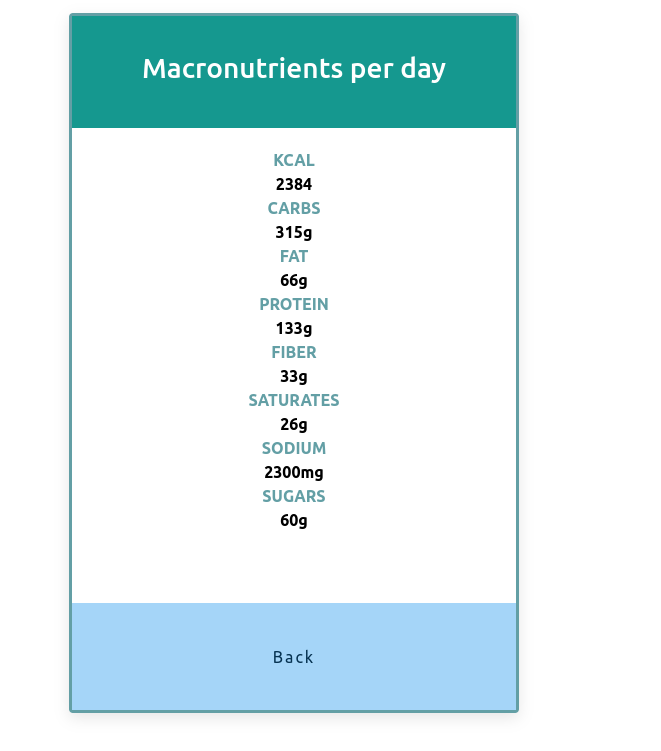 Macronutrients per day
KCAL
2384
CARBS
315g
FAT
66g
PROTEIN
133g
FIBER
33g
SATURATES
26g
SODIUM
2300mg
SUGARS
60g
Back